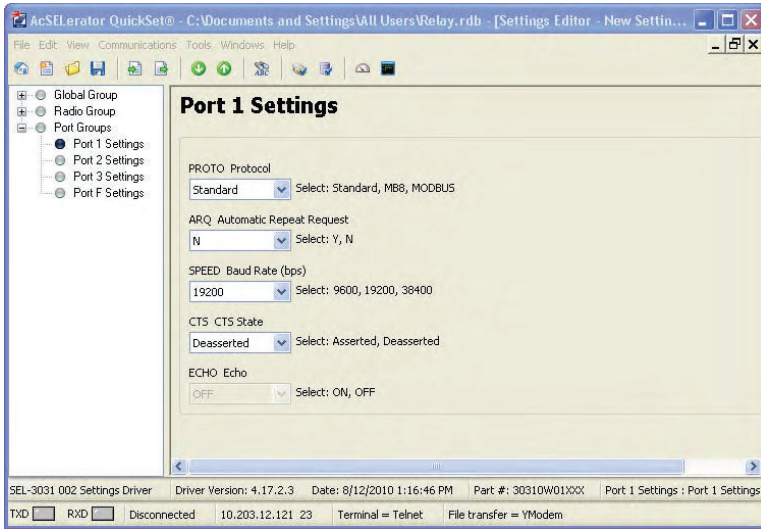 AcSELerator QuickSet® - C:\Documents and Settings\All Users\Relay.rdb - [Settings Editor - New Settin...
File Edit View Communications Tools Windows Help
Global Group
Radio Group
Port Groups
Port 1 Settings
Port 2 Settings
Port 3 Settings
Port F Settings
Port 1 Settings
PROTO Protocol
Standard Select: Standard, MB8, MODBUS
ARQ Automatic Repeat Request
N Select: Y, N
SPEED Baud Rate (bps)
19200 Select: 9600, 19200, 38400
CTS CTS State
Deasserted Select: Asserted, Deasserted
ECHO Echo
OFF Select: ON, OFF
SEL-3031 002 Settings Driver Driver Version: 4.17.2.3 Date: 8/12/2010 1:16:46 PM Part #: 30310W01XXX Port 1 Settings : Port 1 Settings
TXD RXD Disconnected 10.203.12.121 23 Terminal = Telnet File transfer = YModem